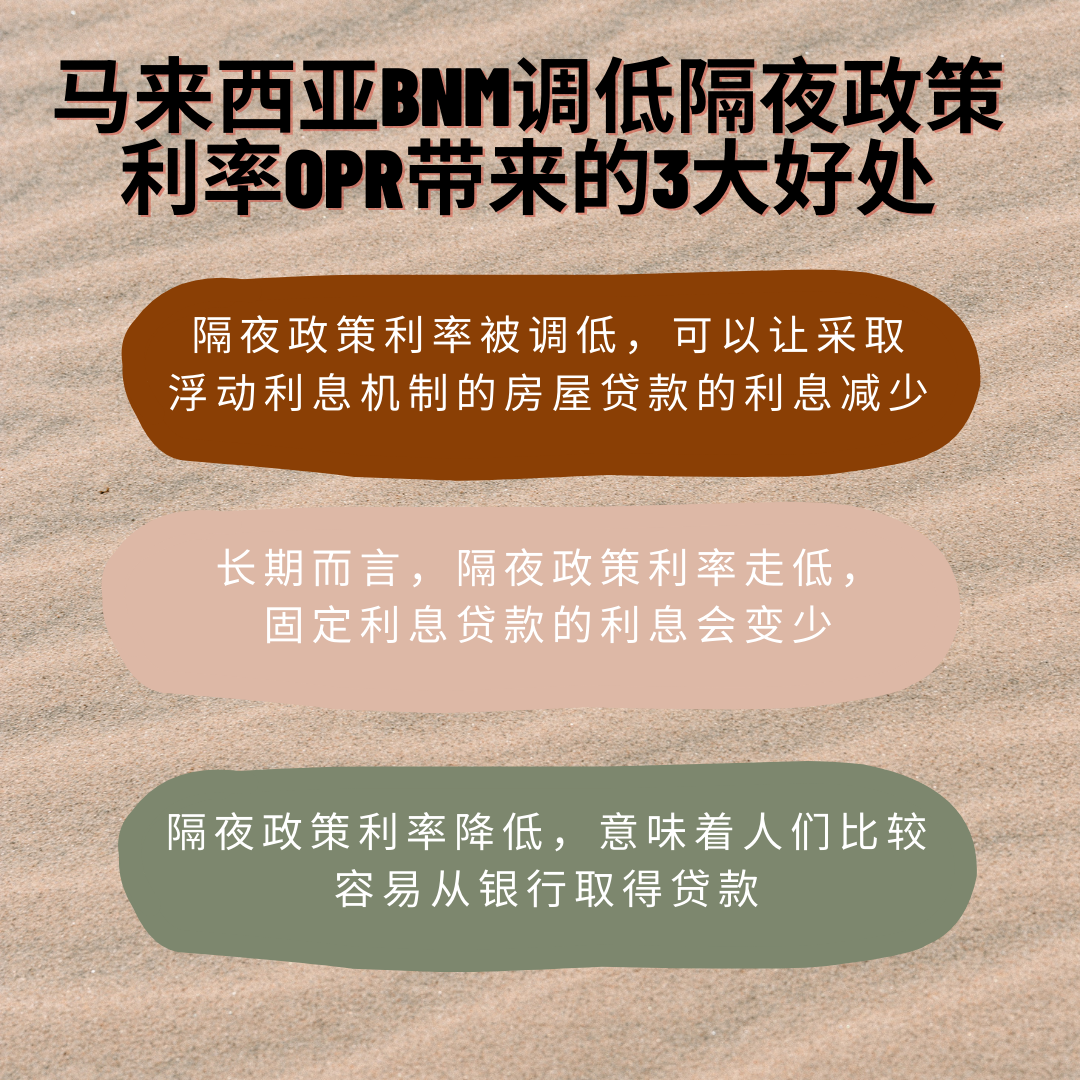 马来西亚BNM调低隔夜政策
利率OPR带来的3大好处
隔夜政策利率被调低，可以让采取
浮动利息机制的房屋贷款的利息减少
长期而言，隔夜政策利率走低，
固定利息贷款的利息会变少
隔夜政策利率降低，意味着人们比较
容易从银行取得贷款